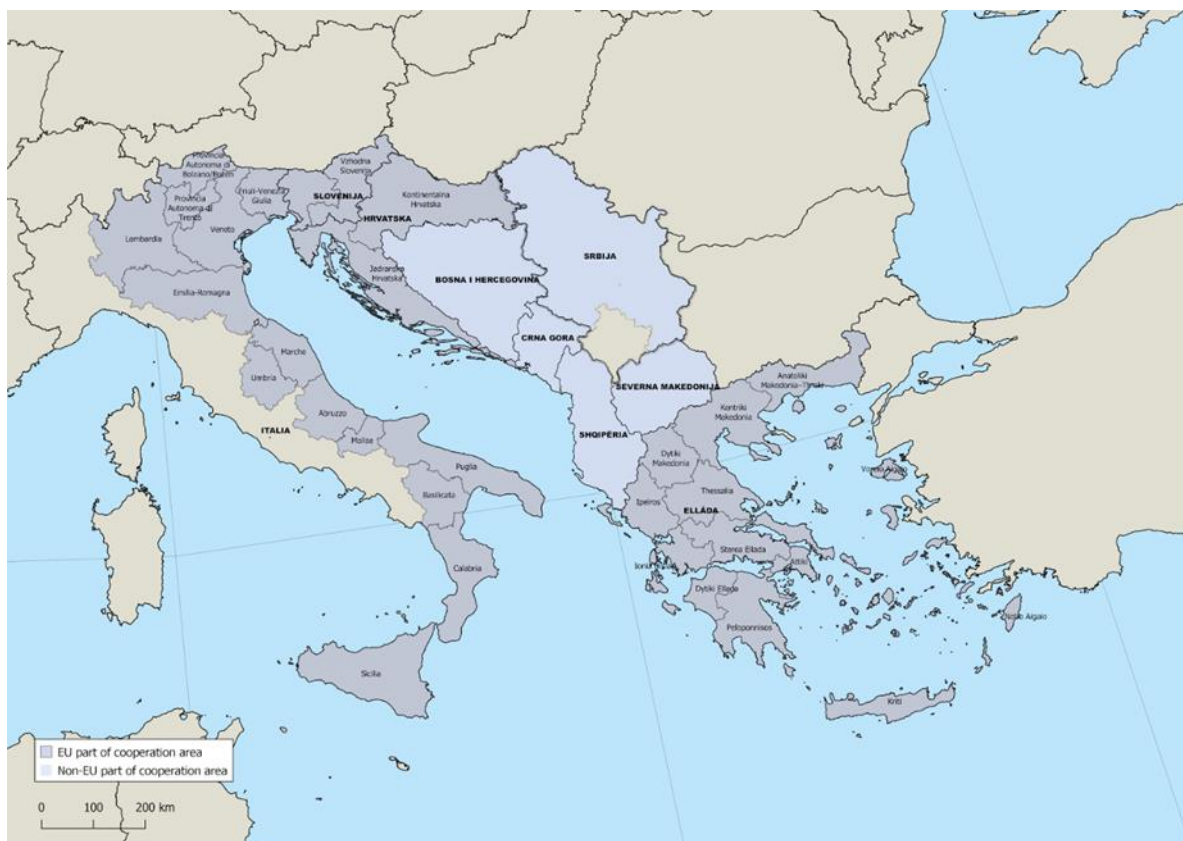 Provincia
Autonoma di
Bolzano/Bozen
Vzhodna
Slovenija
Friuli-Venezia
Giulia
SLOVENIJA
Kontinentalna
Hrvatska
Provincia
Autonoma di
Trento
HRVATSKA
Veneto
Lombardia
SRBIJA
Jadranska
Hrvatska
BOSNA I HERCEGOVINA
Emilia-Romagna
CRNA GORA
Marche
Umbria
Anatoliki
Makedonia-Thraki
SEVERNA MAKEDONIJA
Kentriki
Makedonia
Abruzzo
ITALIA
Molise
SHQIPËRIA
Dytiki
Makedonia
Puglia
Voreio Aigaio
Basilicata
Thessalia
Ipeiros
ELLÁDA
Sterea Ellada
Attiki
Calabria
Ionia
Dytiki Ellada
Notio Aigaio
Peloponnisos
Sicilia
Kriti
EU part of cooperation area
Non-EU part of cooperation area
0 100 200 km